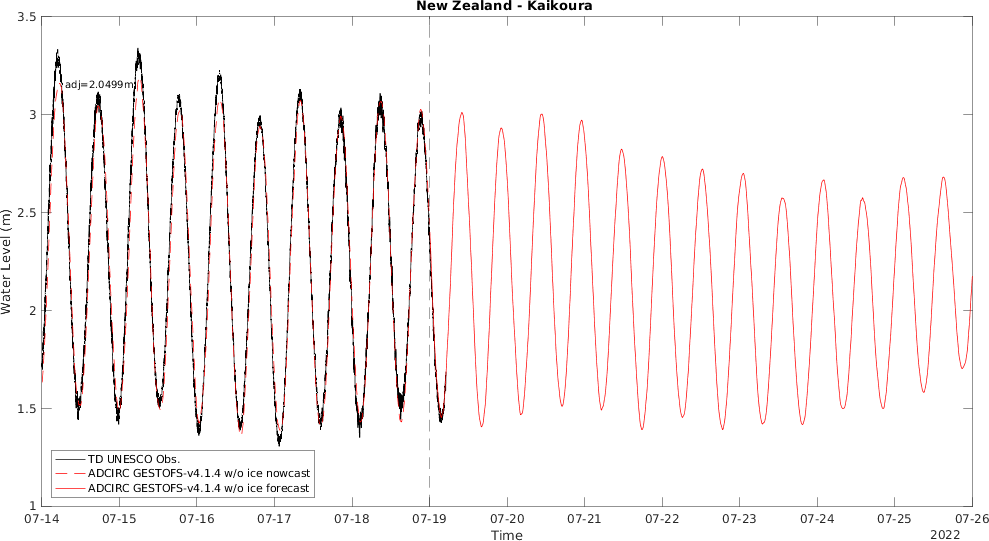 New Zealand - Kaikoura
3.5
3
2.5
2
1.5
1
Water Level (m)
adj=2.0499m
TD UNESCO Obs.
ADCIRC GESTOFS-v4.1.4 w/o ice nowcast
ADCIRC GESTOFS-v4.1.4 w/o ice forecast
07-14 07-15 07-16 07-17 07-18 07-19 07-20 07-21 07-22 07-23 07-24 07-25 07-26
Time
2022